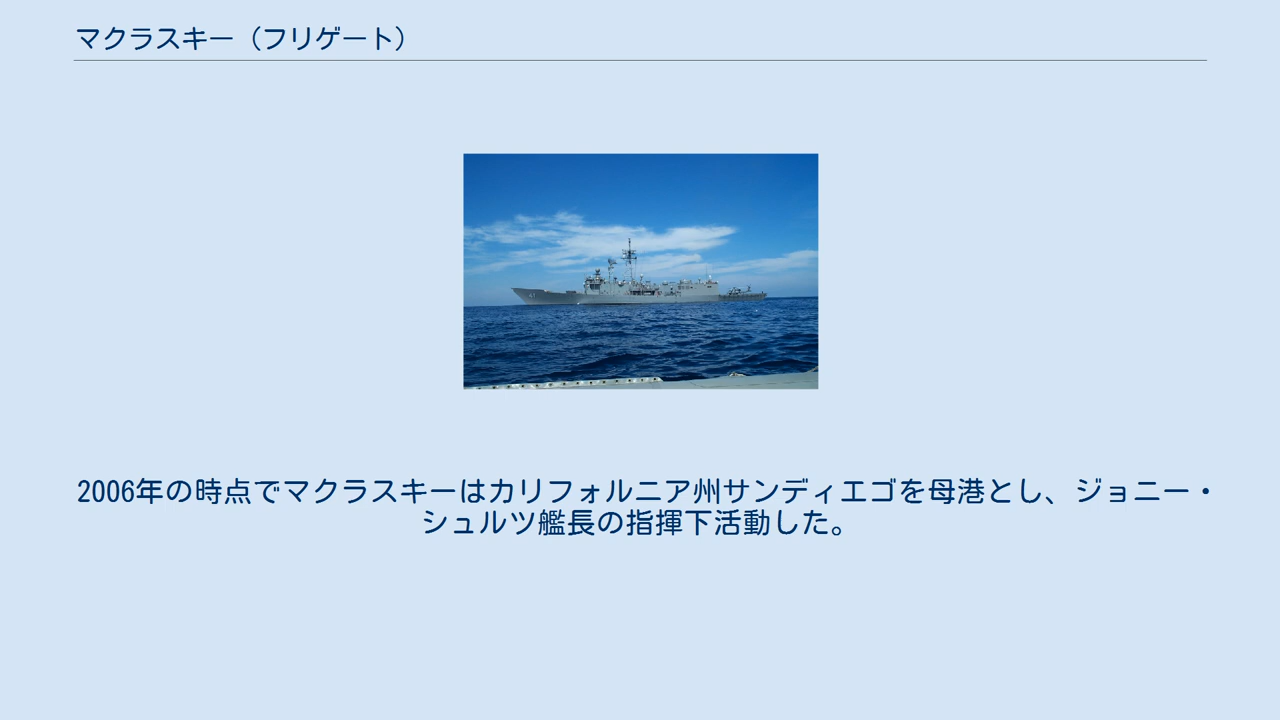 マクラスキー（フリゲート）
41
2006年の時点でマクラスキーはカリフォルニア州サンディエゴを母港とし、ジョニー・
シュルツ艦長の指揮下活動した。